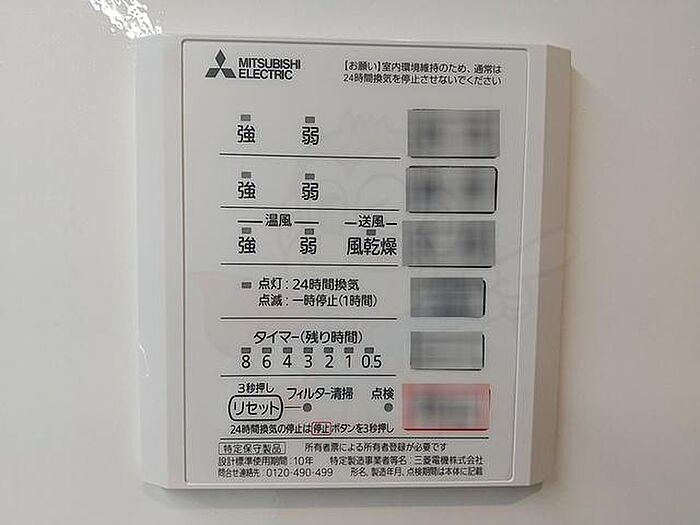 MITSUBISHI
ELECTRIC
【お願い】室内環境維持のため、通常は
24時間換気を停止させないでください
強 弱
強 弱
温風 送風
強 弱 風乾燥
点灯:24時間換気
点滅:一時停止(1時間)
タイマー(残り時間)
8 6 4 3 2 1 0.5
3秒押し フィルター清掃 点検
リセット
24時間換気の停止は停止ボタンを3秒押し
特定保守製品 所有者票による所有者登録が必要です
設計標準使用期間:10年 特定製造事業者等名:三菱電機株式会社
問合せ連絡先:0120-490-499 形名、製造年月、点検期間は本体に記載